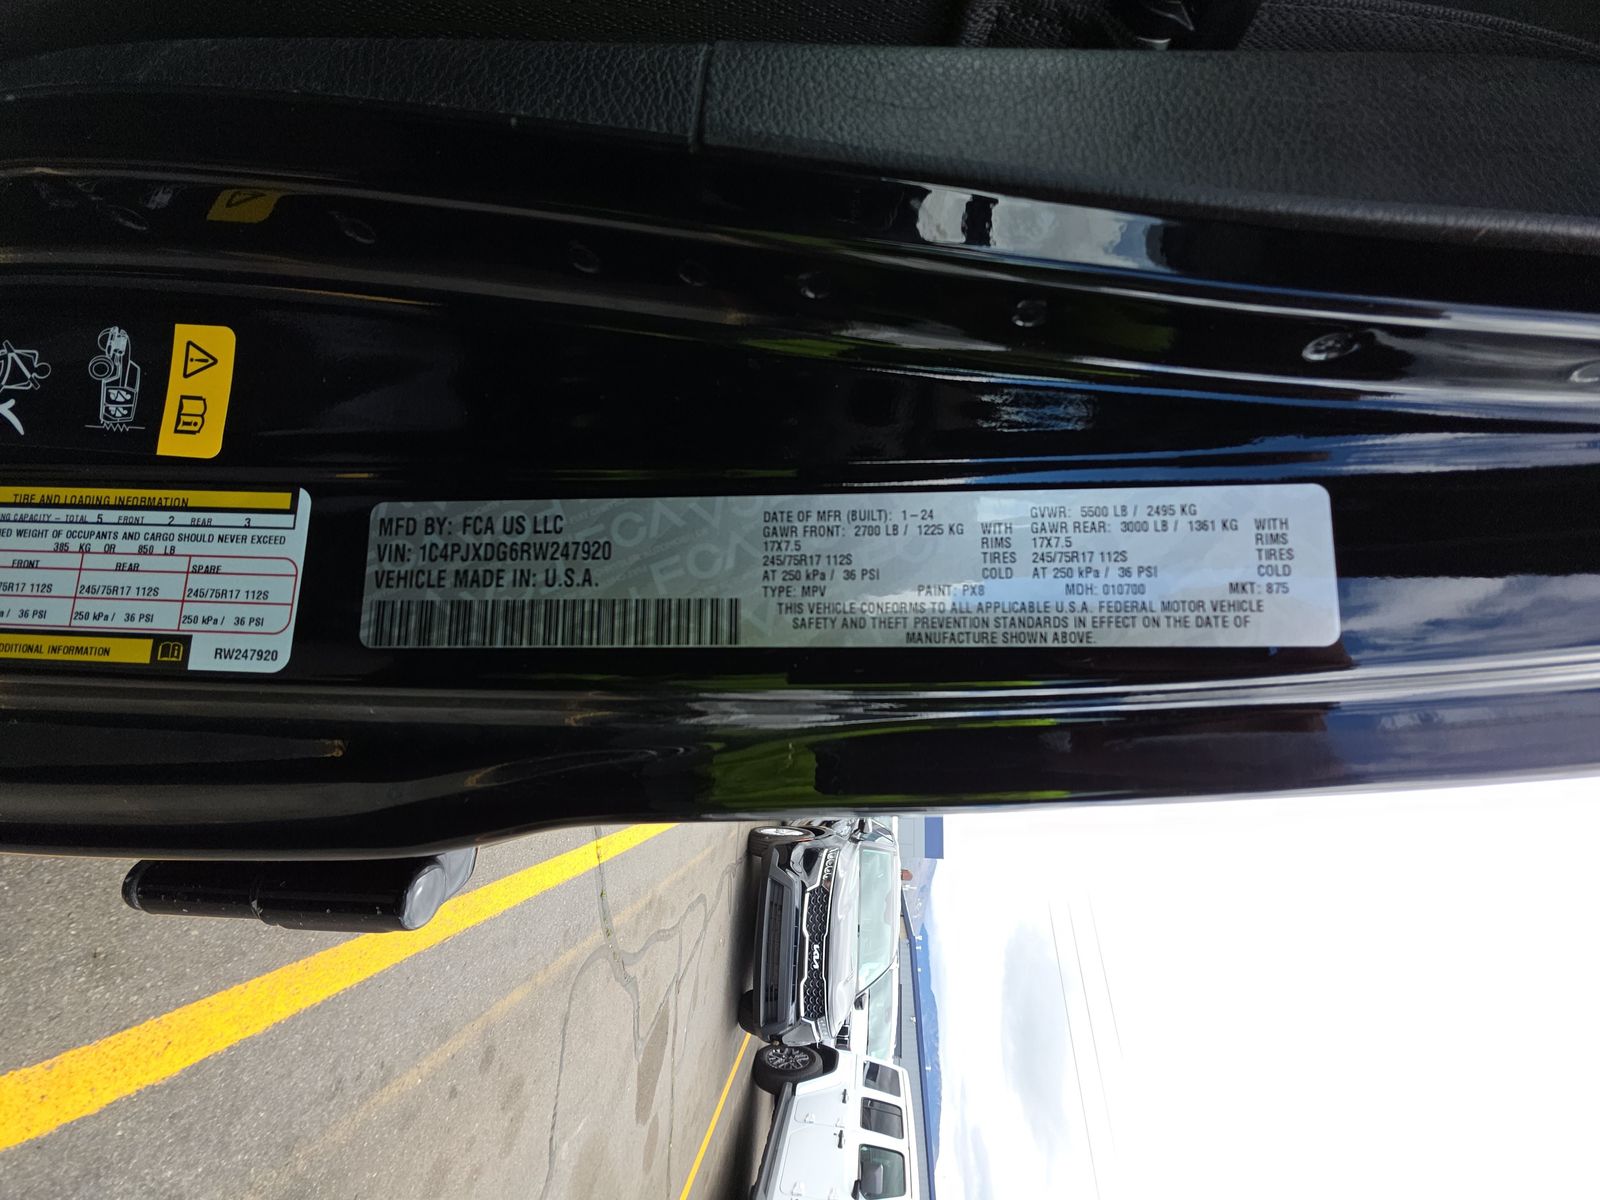 TIRE AND LOADING INFORMATION
NG CAPACITY - TOTAL 5 FRONT 2 REAR 3
ED WEIGHT OF OCCUPANTS AND CARGO SHOULD NEVER EXCEED
385 KG OR 850 LB
FRONT REAR SPARE
75R17 112S 245/75R17 112S 245/75R17 112S
a / 36 PSI 250 kPa / 36 PSI 250 kPa / 36 PSI
DDITIONAL INFORMATION
RW247920
MFD BY: FCA US LLC
VIN: 1C4PJXDG6RW247920
VEHICLE MADE IN: U.S.A.
DATE OF MFR (BUILT): 1-24 GVWR: 5500 LB / 2495 KG
GAWR FRONT: 2700 LB / 1225 KG WITH GAWR REAR: 3000 LB / 1361 KG WITH
17X7.5 RIMS 17X7.5 RIMS
245/75R17 112S TIRES 245/75R17 112S TIRES
AT 250 kPa / 36 PSI COLD AT 250 kPa / 36 PSI COLD
TYPE: MPV PAINT: PX8 MDH: 010700 MKT: 875
THIS VEHICLE CONFORMS TO ALL APPLICABLE U.S.A. FEDERAL MOTOR VEHICLE
SAFETY AND THEFT PREVENTION STANDARDS IN EFFECT ON THE DATE OF
MANUFACTURE SHOWN ABOVE.
KIA